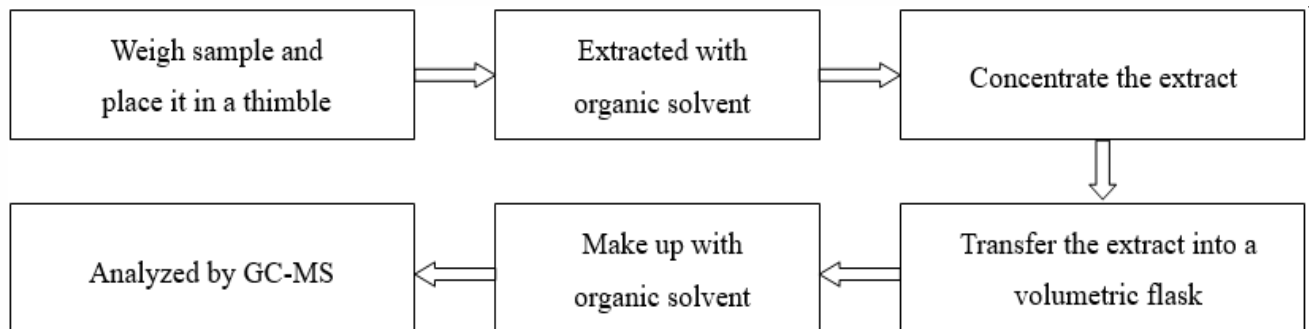 Weigh sample and
place it in a thimble
Extracted with
organic solvent
Concentrate the extract
Transfer the extract into a
volumetric flask
Make up with
organic solvent
Analyzed by GC-MS